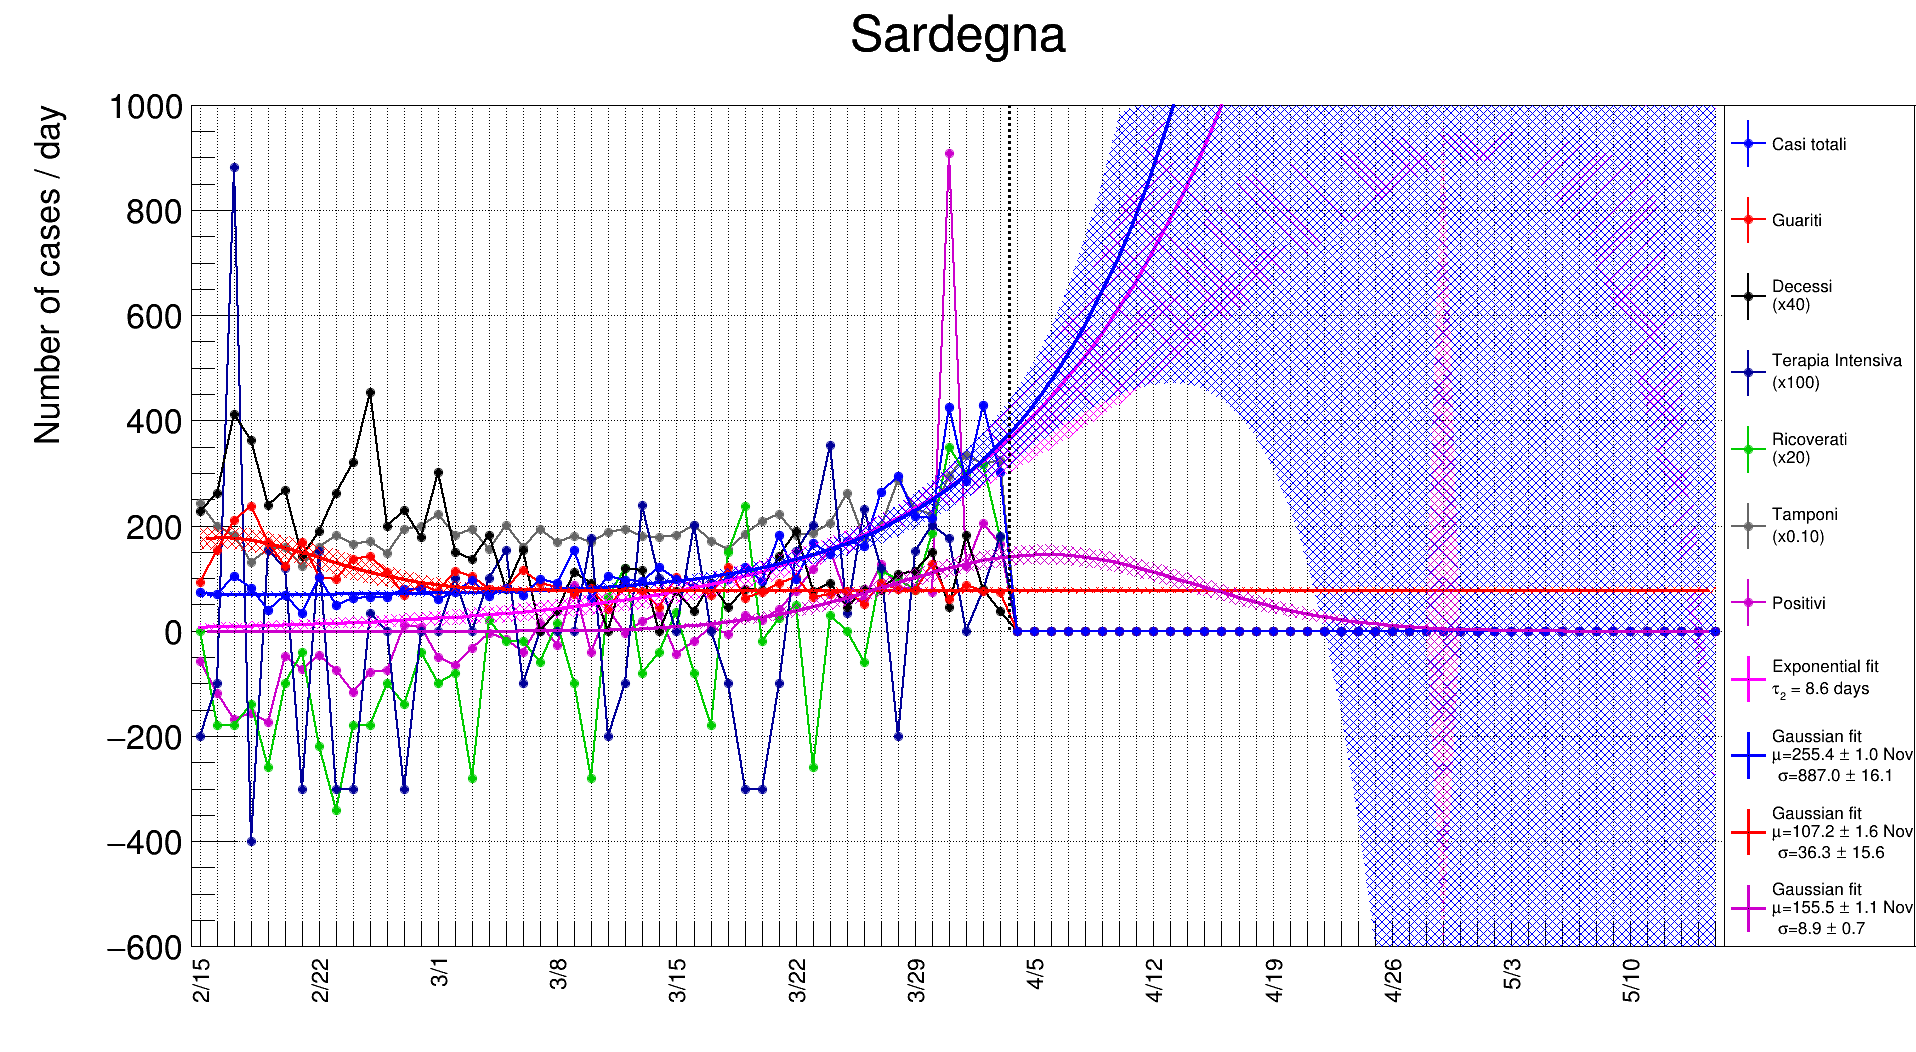 Sardegna
Number of cases / day
1000
800
600
400
200
0
−200
−400
−600
2/15
2/22
3/1
3/8
3/15
3/22
3/29
4/5
4/12
4/19
4/26
5/3
5/10
Casi totali
Guariti
Decessi
(x40)
Terapia Intensiva
(x100)
Ricoverati
(x20)
Tamponi
(x0.10)
Positivi
Exponential fit
τ₂ = 8.6 days
Gaussian fit
μ=255.4 ± 1.0 Nov
σ=887.0 ± 16.1
Gaussian fit
μ=107.2 ± 1.6 Nov
σ=36.3 ± 15.6
Gaussian fit
μ=155.5 ± 1.1 Nov
σ=8.9 ± 0.7